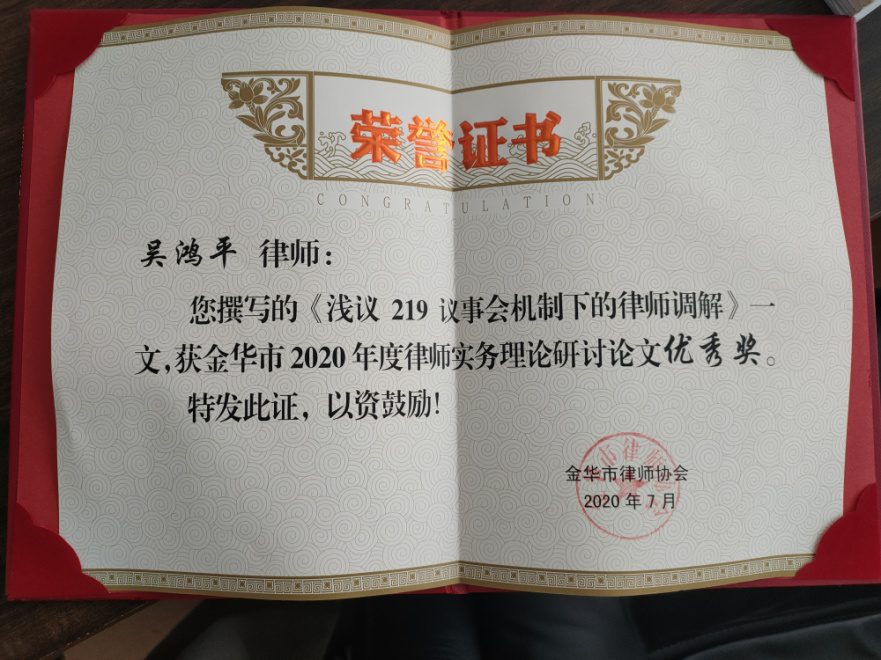 荣誉证书
CONGRATULATION
吴鸿平 律师：
您撰写的《浅议 219 议事会机制下的律师调解》一
文，获金华市 2020 年度律师实务理论研讨论文优秀奖。
特发此证，以资鼓励！
金华市律师协会
2020 年 7 月